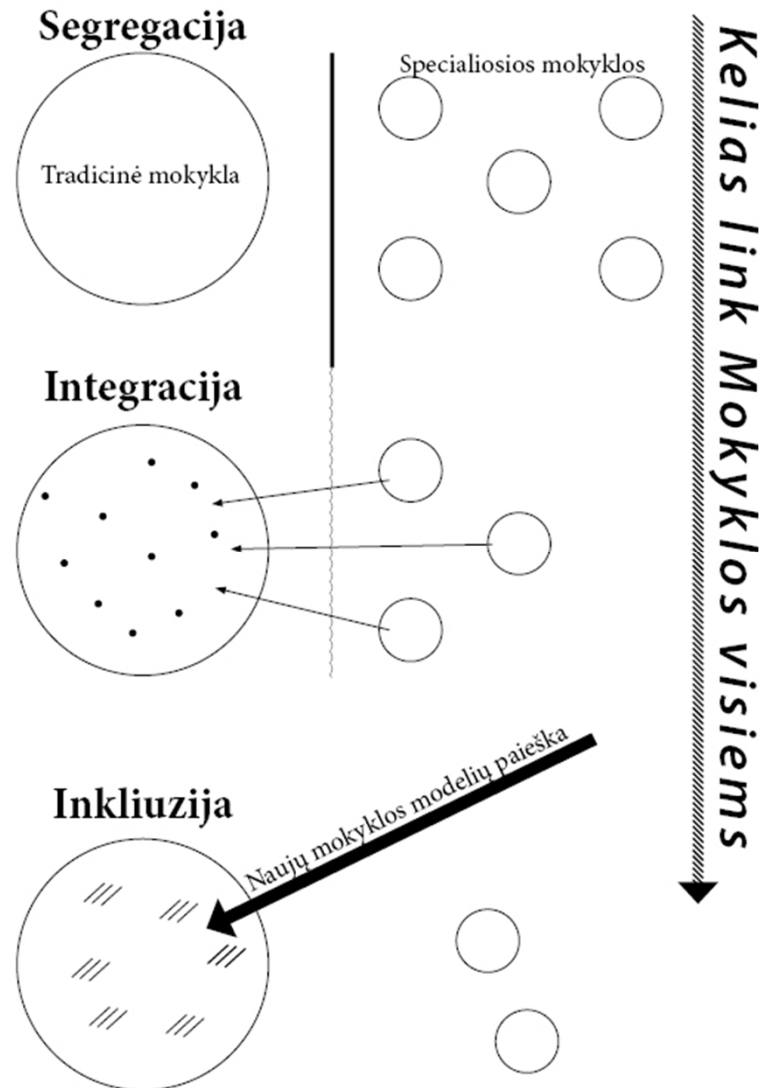 Segregacija
Specialiosios mokyklos
Tradicinė mokykla
Integracija
Naujų mokyklos modelių paieška
Inkliuzija
Kelias link Mokyklos visiems